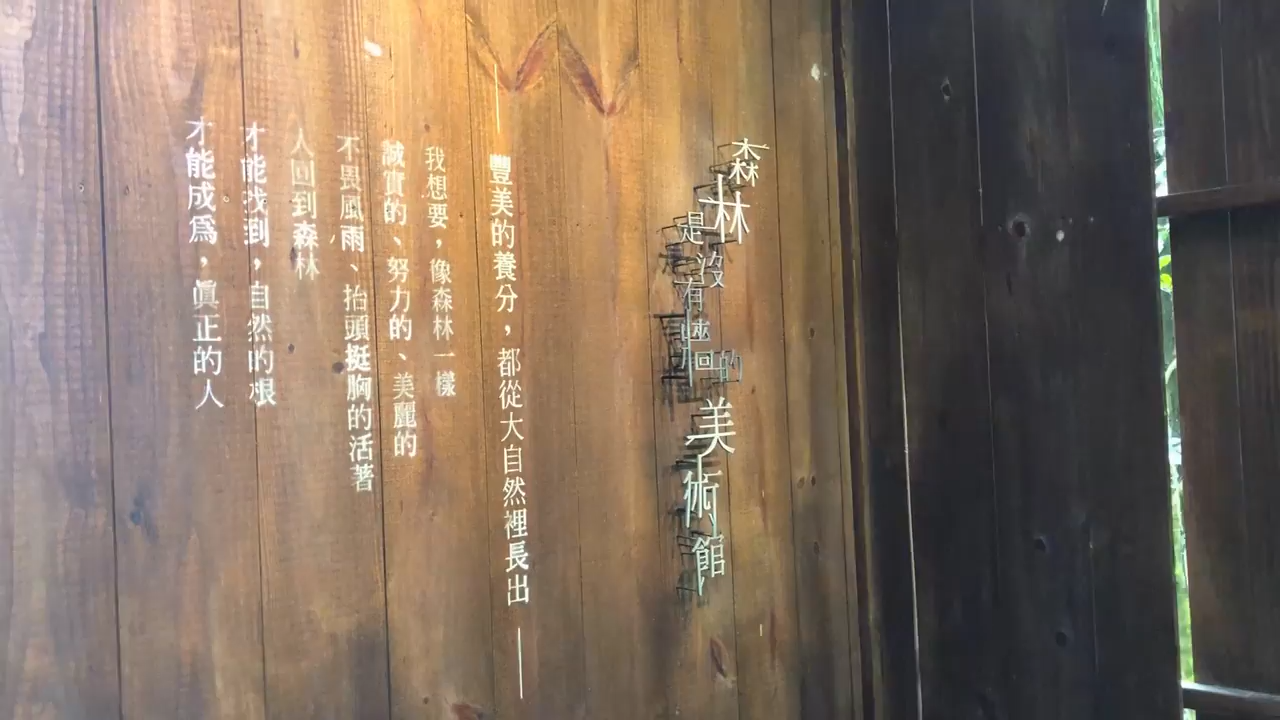 森林是沒有邊回的美術館
豐美的養分，都從大自然裡長出
我想要，像森林一樣
誠實的、努力的、美麗的
不畏風雨、抬頭挺胸的活著
人回到森林
才能找到，自然的根
才能成為，真正的人